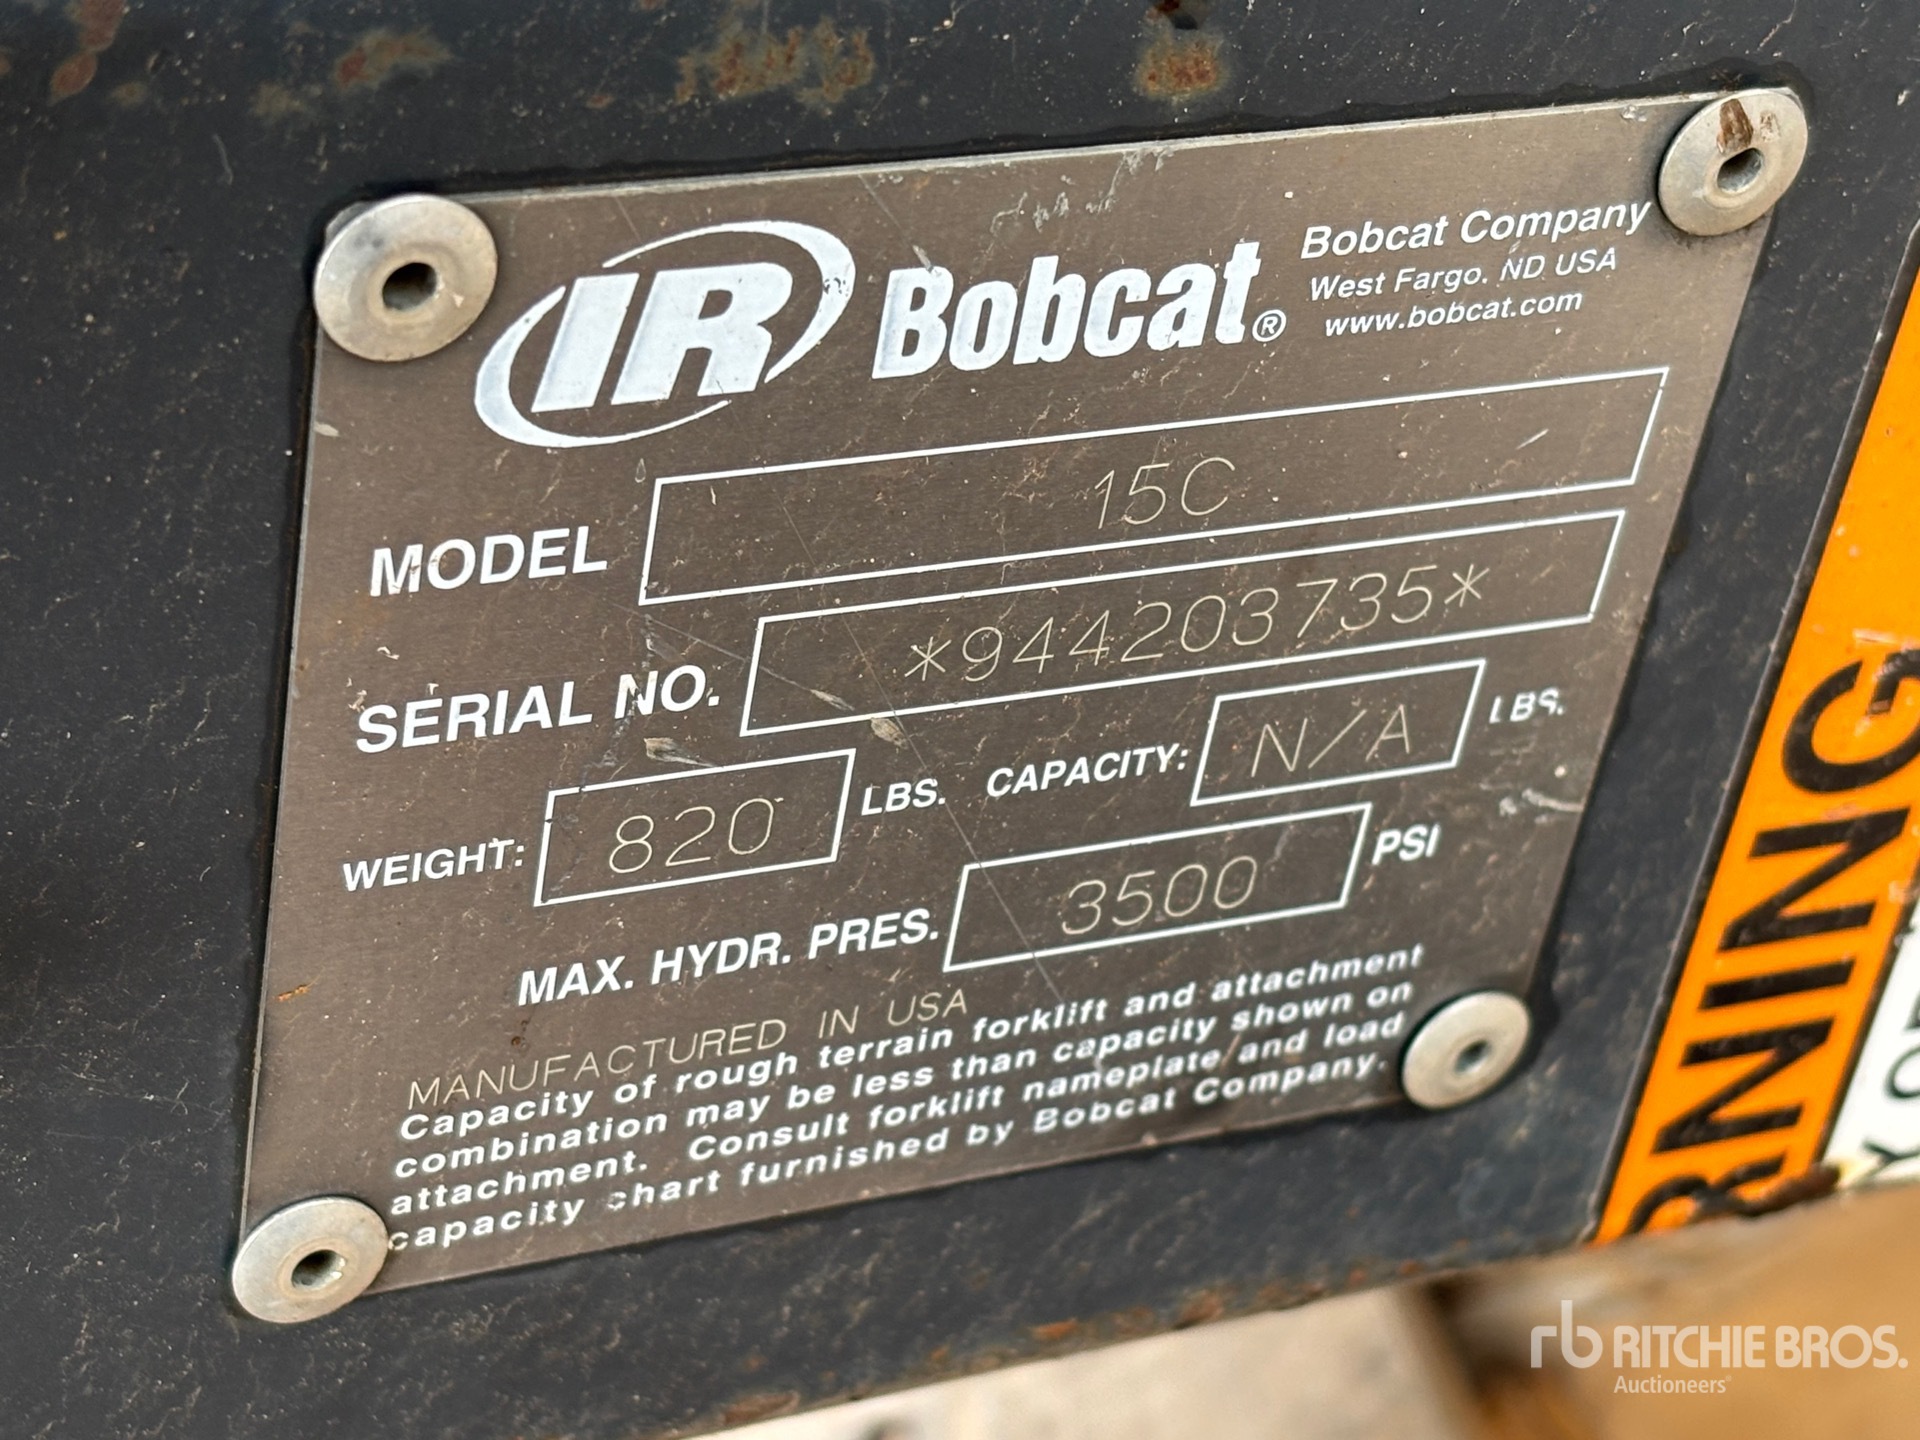 IR Bobcat®
Bobcat Company
West Fargo, ND USA
www.bobcat.com
MODEL 15C
SERIAL NO. *944203735*
WEIGHT: 820 LBS. CAPACITY: N/A LBS.
MAX. HYDR. PRES. 3500 PSI
MANUFACTURED IN USA
Capacity of rough terrain forklift and attachment
combination may be less than capacity shown on
attachment. Consult forklift nameplate and load
capacity chart furnished by Bobcat Company.
RNING
rb RITCHIE BROS.
Auctioneers